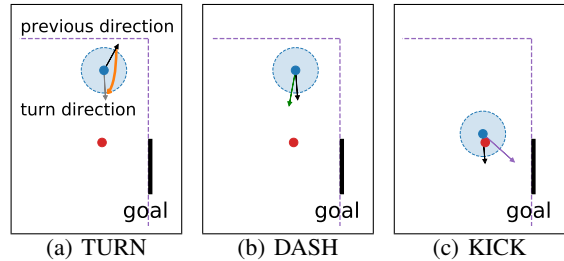 previous direction
turn direction
goal
goal
goal
(a) TURN
(b) DASH
(c) KICK